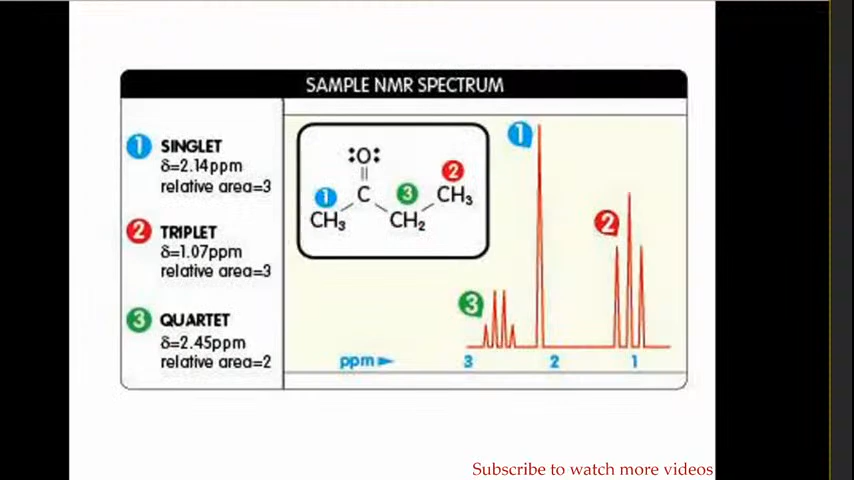 SAMPLE NMR SPECTRUM
1 SINGLET
δ=2.14ppm
relative area=3
2 TRIPLET
δ=1.07ppm
relative area=3
3 QUARTET
δ=2.45ppm
relative area=2
:O:
1 C 3 2
CH₃ CH₂ CH₃
1
2
3
ppm 3 2 1
Subscribe to watch more videos